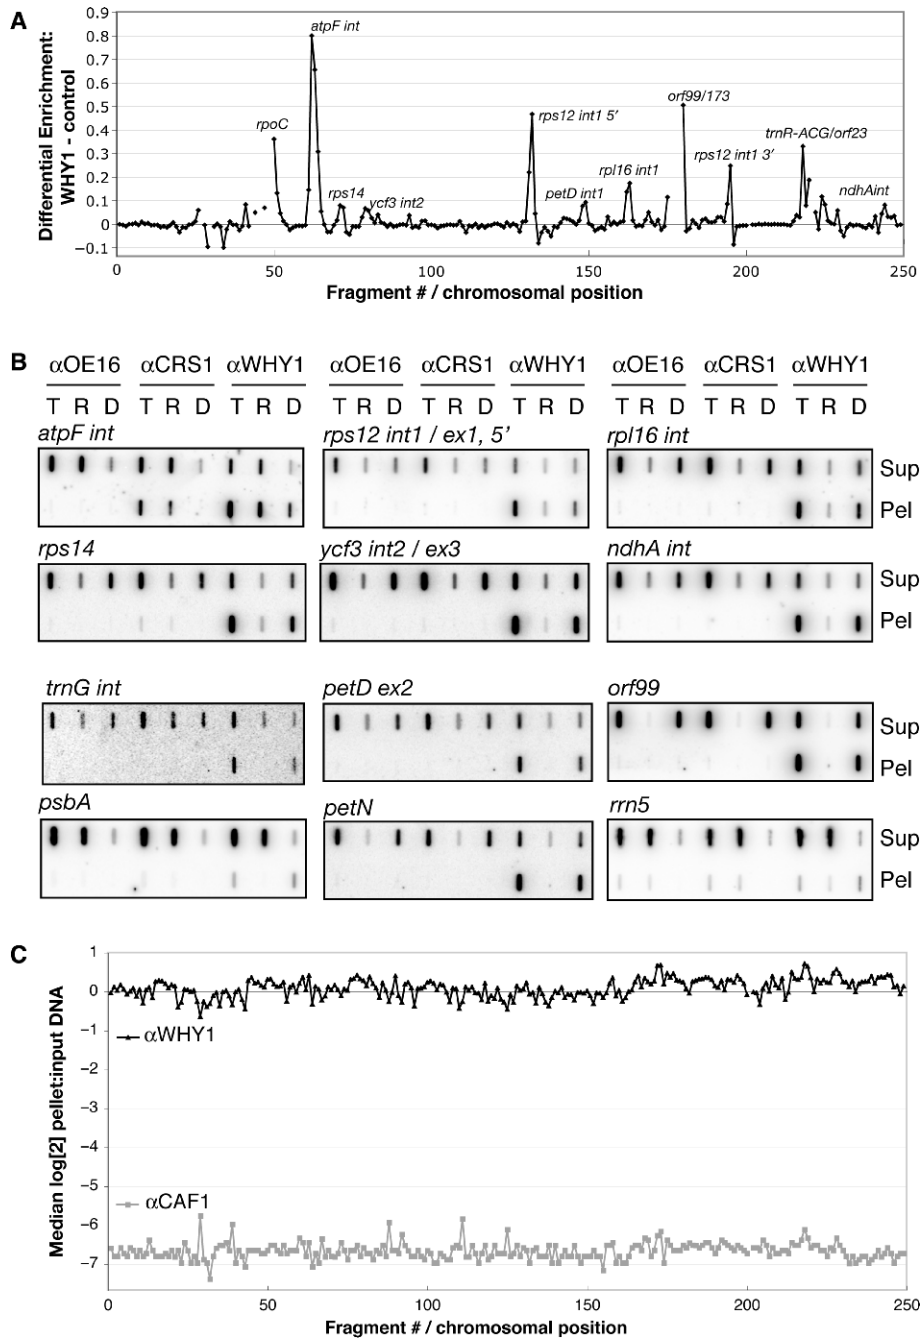 A
Differential Enrichment:
WHY1 - control
0.9
0.8
0.7
0.6
0.5
0.4
0.3
0.2
0.1
0
−0.1
atpF int
rpoC
rps14
ycf3 int2
rps12 int1 5′
petD int1
rpl16 int1
orf99/173
rps12 int1 3′
trnR-ACG/orf23
ndhAint
0 50 100 150 200 250
Fragment # / chromosomal position
B
αOE16 αCRS1 αWHY1 αOE16 αCRS1 αWHY1 αOE16 αCRS1 αWHY1
T R D T R D T R D T R D T R D T R D T R D T R D T R D
atpF int rps12 int1 / ex1, 5′ rpl16 int
Sup
Pel
rps14 ycf3 int2 / ex3 ndhA int
Sup
Pel
trnG int petD ex2 orf99
Sup
Pel
psbA petN rrn5
Sup
Pel
C
Median log[2] pellet:input DNA
1
0
−1
−2
−3
−4
−5
−6
−7
αWHY1
αCAF1
0 50 100 150 200 250
Fragment # / chromosomal position